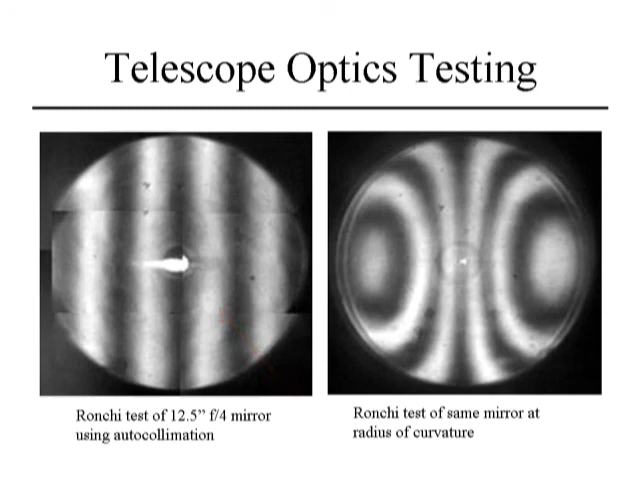 Telescope Optics Testing
Ronchi test of 12.5” f/4 mirror
using autocollimation
Ronchi test of same mirror at
radius of curvature